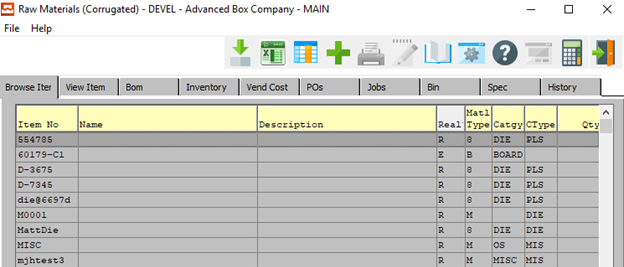 Raw Materials (Corrugated) - DEVEL - Advanced Box Company - MAIN
File Help
Browse Iter View Item Bom Inventory Vend Cost POs Jobs Bin Spec History
Item No Name Description Real Matl Type Catgy CType Qty
554785 R 8 DIE PLS
60179-C1 E B BOARD
D-3675 R 8 DIE PLS
D-7345 R 8 DIE PLS
die@6697d R 8 DIE PLS
M0001 R M DIE
MattDie R 8 DIE DIE
MISC R M OS MIS
mjhtest3 R M MISC MIS